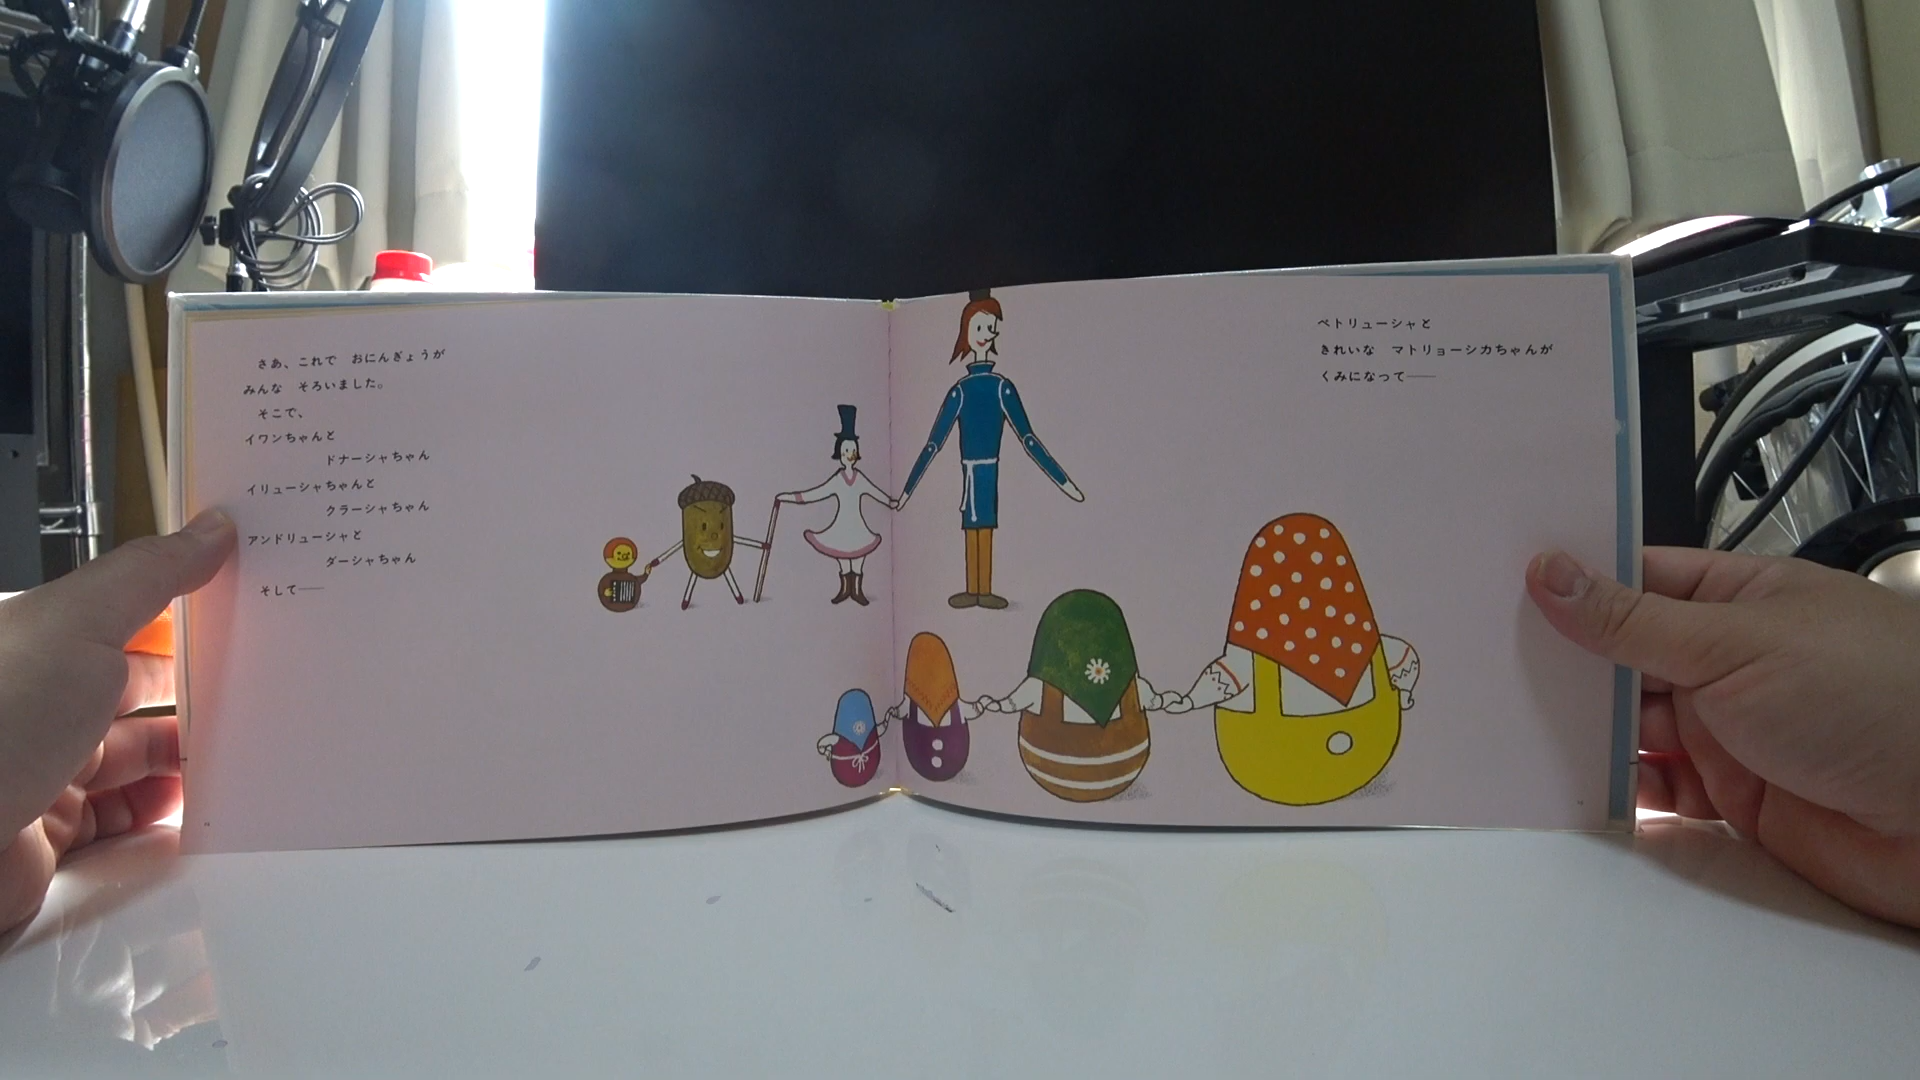 さあ、これで　おにんぎょうが
みんな　そろいました。
そこで、
イワンちゃんと
ドナーシャちゃん
イリューシャちゃんと
クラーシャちゃん
アンドリューシャと
ダーシャちゃん
そして――
ペトリューシャと
きれいな　マトリョーシカちゃんが
くみになって――